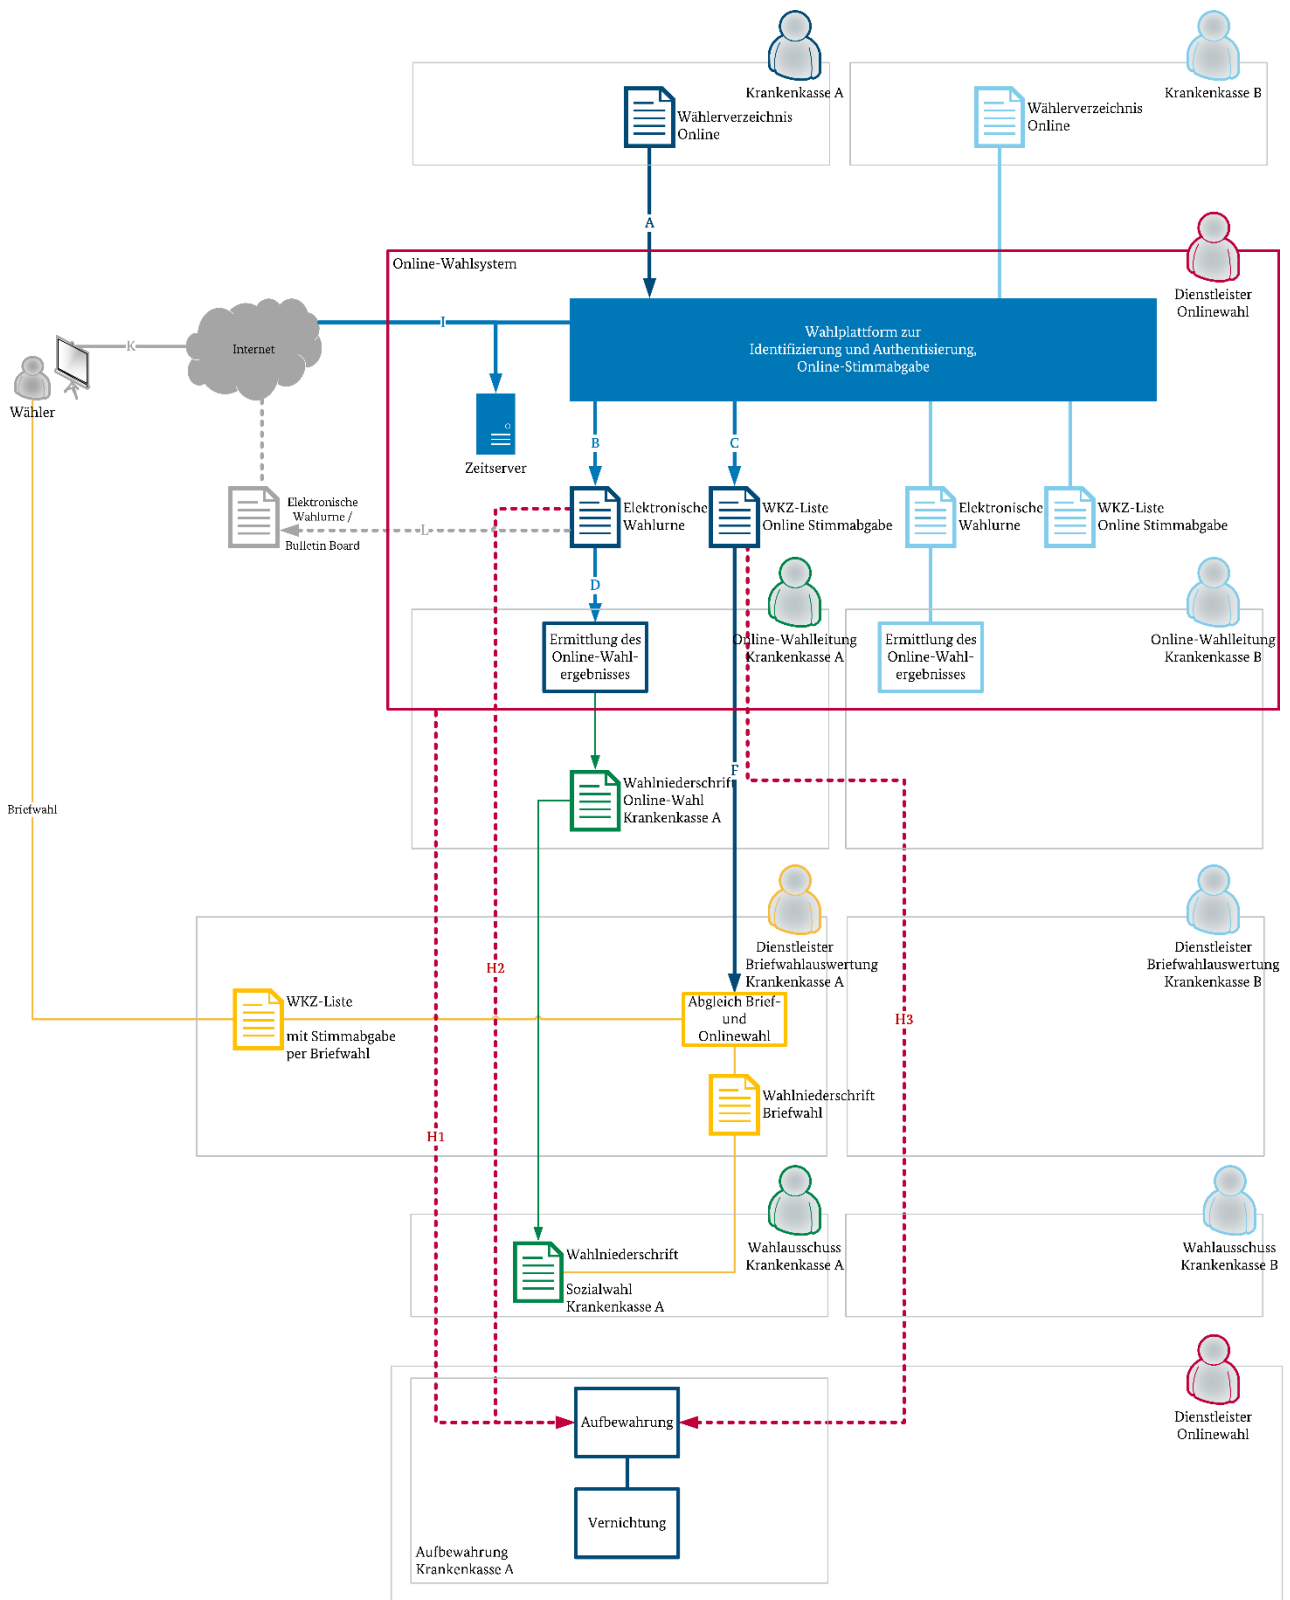 Krankenkasse A
Krankenkasse B
Wählerverzeichnis
Online
Wählerverzeichnis
Online
A
Online-Wahlsystem
Dienstleister
Onlinewahl
I
Wahlplattform zur
Identifizierung und Authentisierung,
Online-Stimmabgabe
K
Internet
Wähler
B
C
Zeitserver
Elektronische
Wahlurne /
Bulletin Board
L
Elektronische
Wahlurne
WKZ-Liste
Online Stimmabgabe
Elektronische
Wahlurne
WKZ-Liste
Online Stimmabgabe
D
Ermittlung des
Online-Wahl-
ergebnisses
Online-Wahlleitung
Krankenkasse A
Ermittlung des
Online-Wahl-
ergebnisses
Online-Wahlleitung
Krankenkasse B
F
Wahlniederschrift
Online-Wahl
Krankenkasse A
Briefwahl
Dienstleister
Briefwahlauswertung
Krankenkasse A
Dienstleister
Briefwahlauswertung
Krankenkasse B
H2
WKZ-Liste
mit Stimmabgabe
per Briefwahl
Abgleich Brief-
und
Onlinewahl
H3
Wahlniederschrift
Briefwahl
H1
Wahlniederschrift
Sozialwahl
Krankenkasse A
Wahlausschuss
Krankenkasse A
Wahlausschuss
Krankenkasse B
Aufbewahrung
Dienstleister
Onlinewahl
Vernichtung
Aufbewahrung
Krankenkasse A